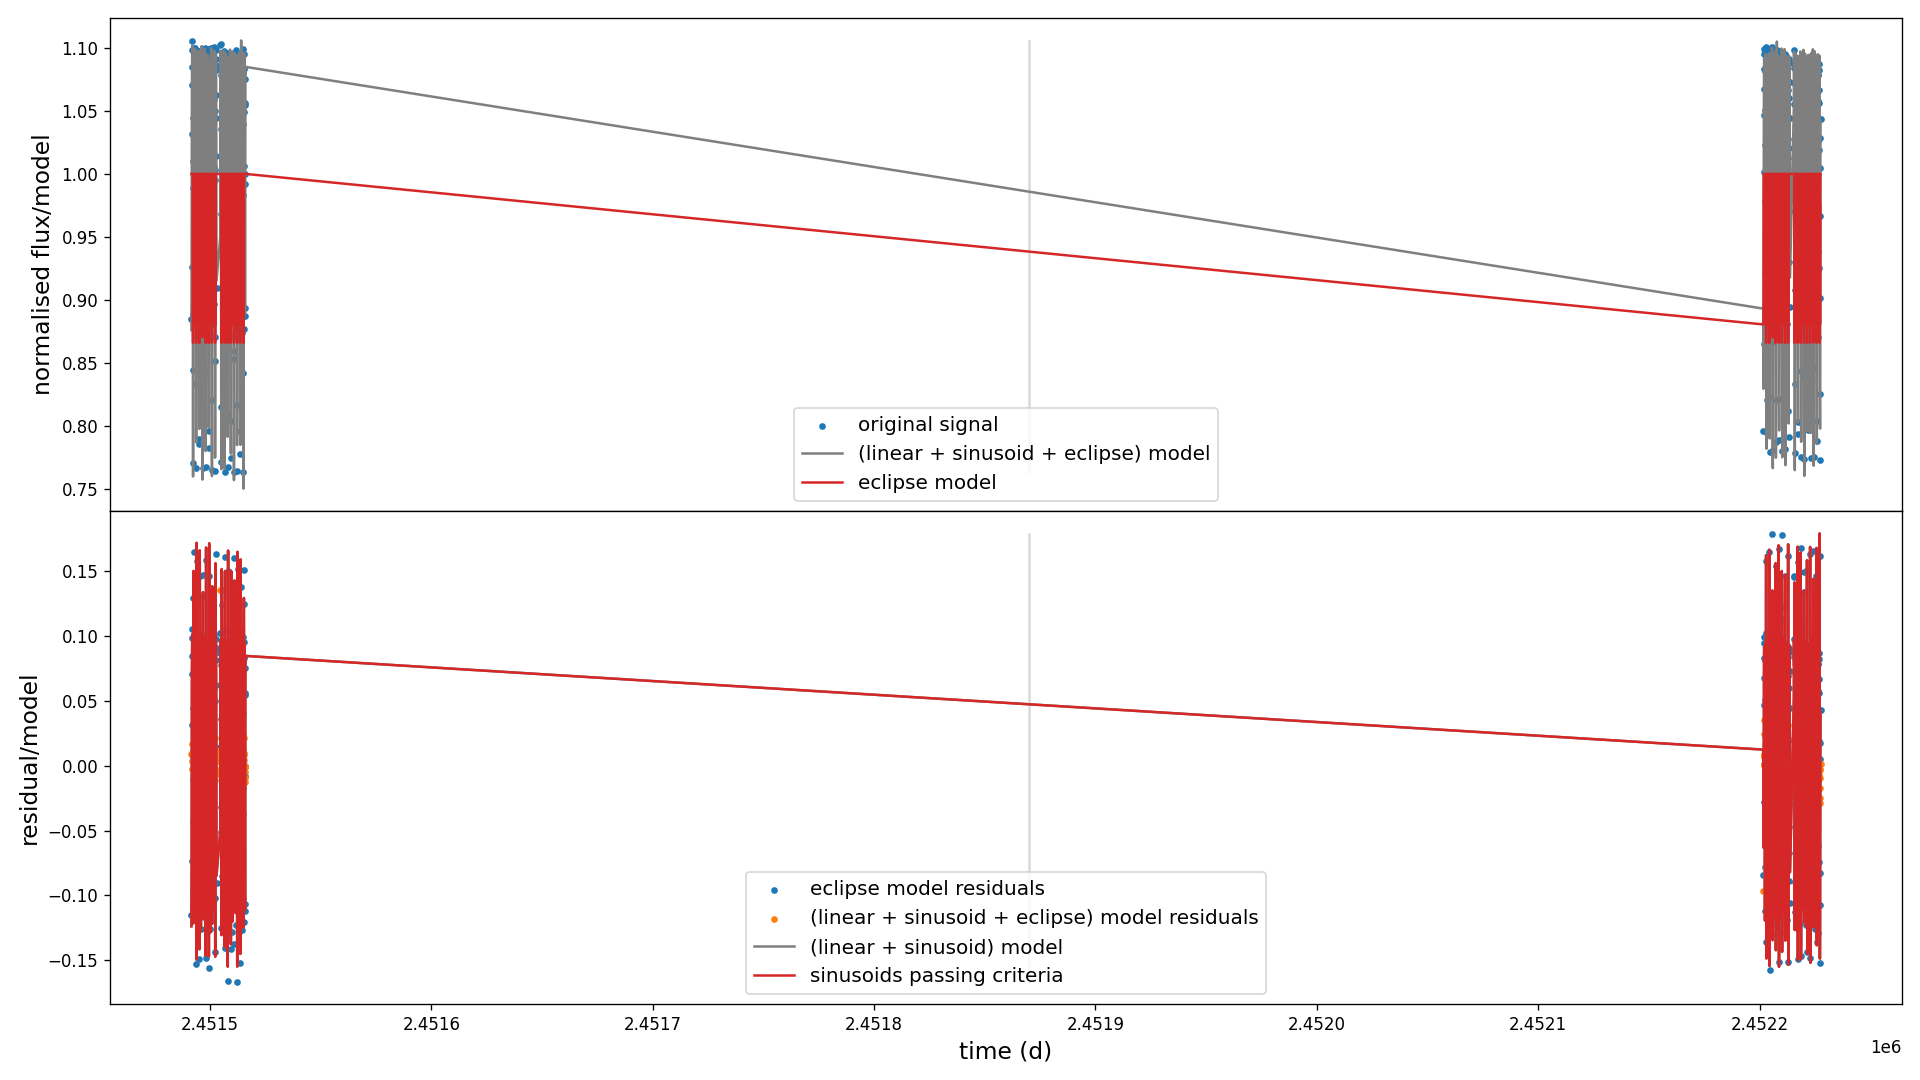 normalised flux/model
1.10
1.05
1.00
0.95
0.90
0.85
0.80
0.75
original signal
(linear + sinusoid + eclipse) model
eclipse model
residual/model
0.15
0.10
0.05
0.00
−0.05
−0.10
−0.15
eclipse model residuals
(linear + sinusoid + eclipse) model residuals
(linear + sinusoid) model
sinusoids passing criteria
2.4515 2.4516 2.4517 2.4518 2.4519 2.4520 2.4521 2.4522
1e6
time (d)